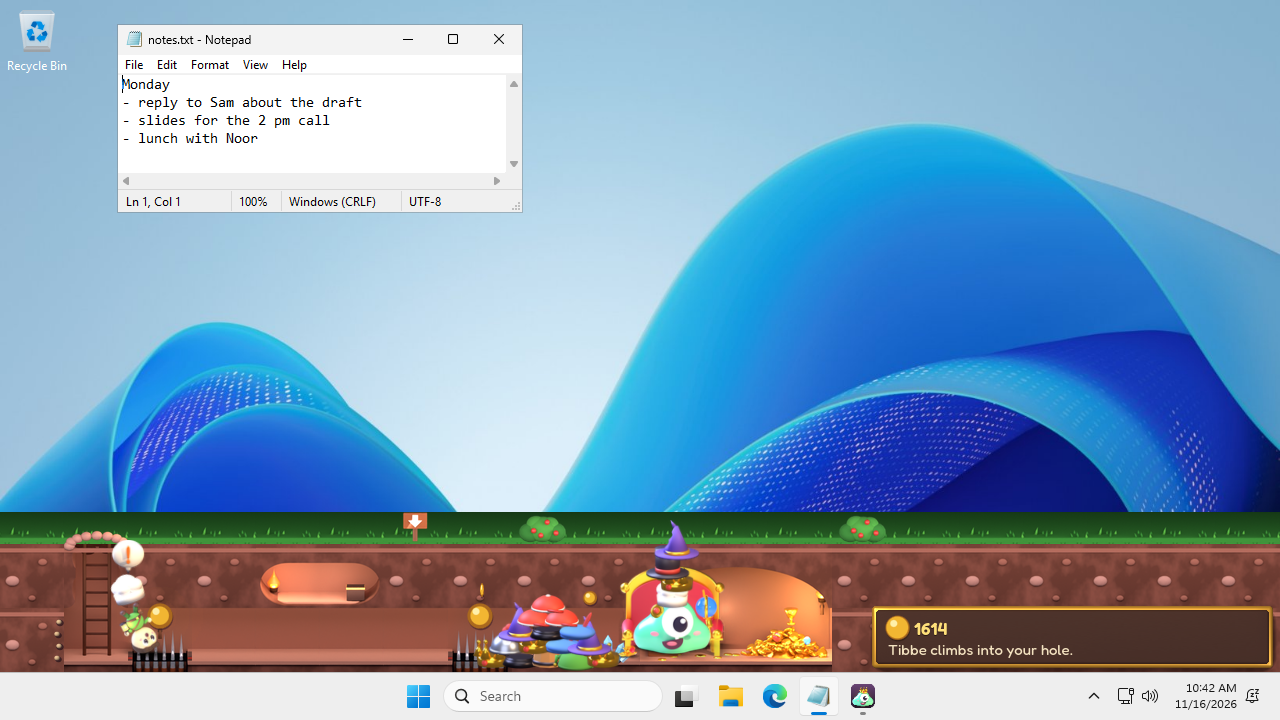 Recycle Bin
notes.txt - Notepad
File Edit Format View Help
Monday
- reply to Sam about the draft
- slides for the 2 pm call
- lunch with Noor
Ln 1, Col 1 100% Windows (CRLF) UTF-8
1614
Tibbe climbs into your hole.
Search
10:42 AM
11/16/2026